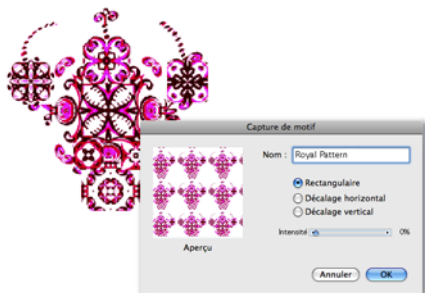 Capture de motif
Nom : Royal Pattern
Rectangulaire
Décalage horizontal
Décalage vertical
Intensité 0%
Aperçu
Annuler OK